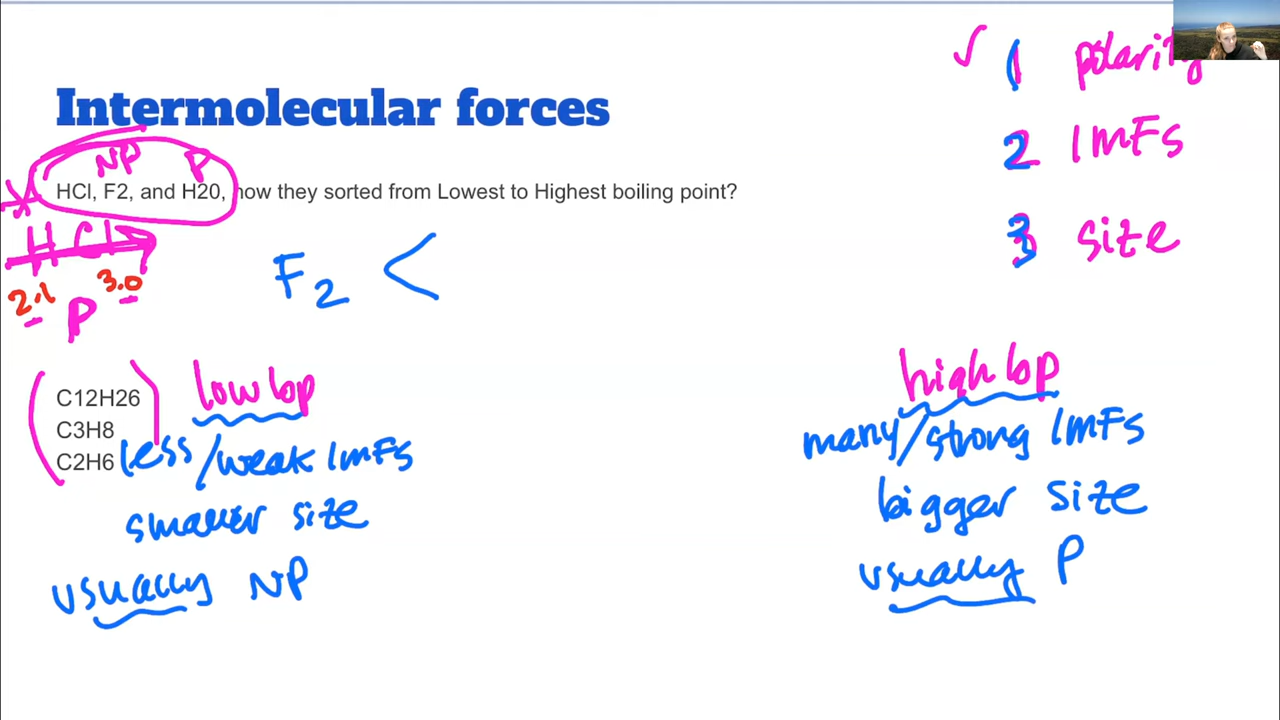 1 polarity
Intermolecular forces
2 IMFs
NP P
HCl, F2, and H20, how they sorted from Lowest to Highest boiling point?
3 size
H Cl
F2 <
2.1 3.0
P
low bp
high bp
C12H26
C3H8
many/strong IMFs
C2H6 less/weak IMFs
bigger size
smaller size
usually P
usually NP